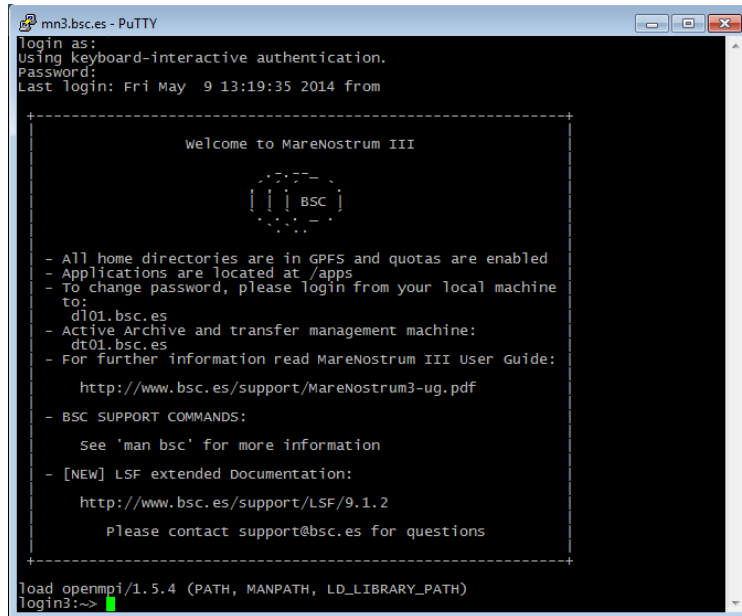 mn3.bsc.es - PuTTY
login as:
Using keyboard-interactive authentication.
Password:
Last login: Fri May  9 13:19:35 2014 from
Welcome to MareNostrum III
BSC
- All home directories are in GPFS and quotas are enabled
- Applications are located at /apps
- To change password, please login from your local machine
to:
dl01.bsc.es
- Active Archive and transfer management machine:
dt01.bsc.es
- For further information read MareNostrum III User Guide:
http://www.bsc.es/support/MareNostrum3-ug.pdf
- BSC SUPPORT COMMANDS:
See 'man bsc' for more information
- [NEW] LSF extended Documentation:
http://www.bsc.es/support/LSF/9.1.2
Please contact support@bsc.es for questions
load openmpi/1.5.4 (PATH, MANPATH, LD_LIBRARY_PATH)
login3:~>